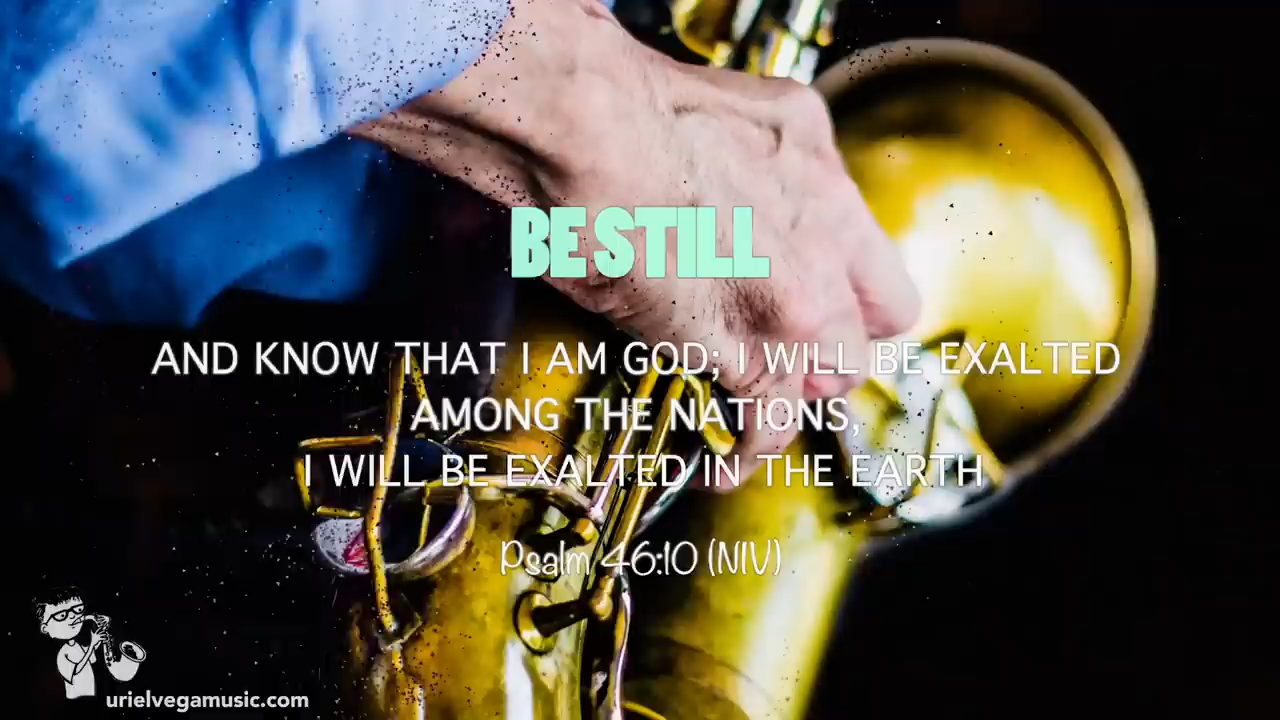 BE STILL
AND KNOW THAT I AM GOD; I WILL BE EXALTED
AMONG THE NATIONS,
I WILL BE EXALTED IN THE EARTH
Psalm 46:10 (NIV)
urielvegamusic.com